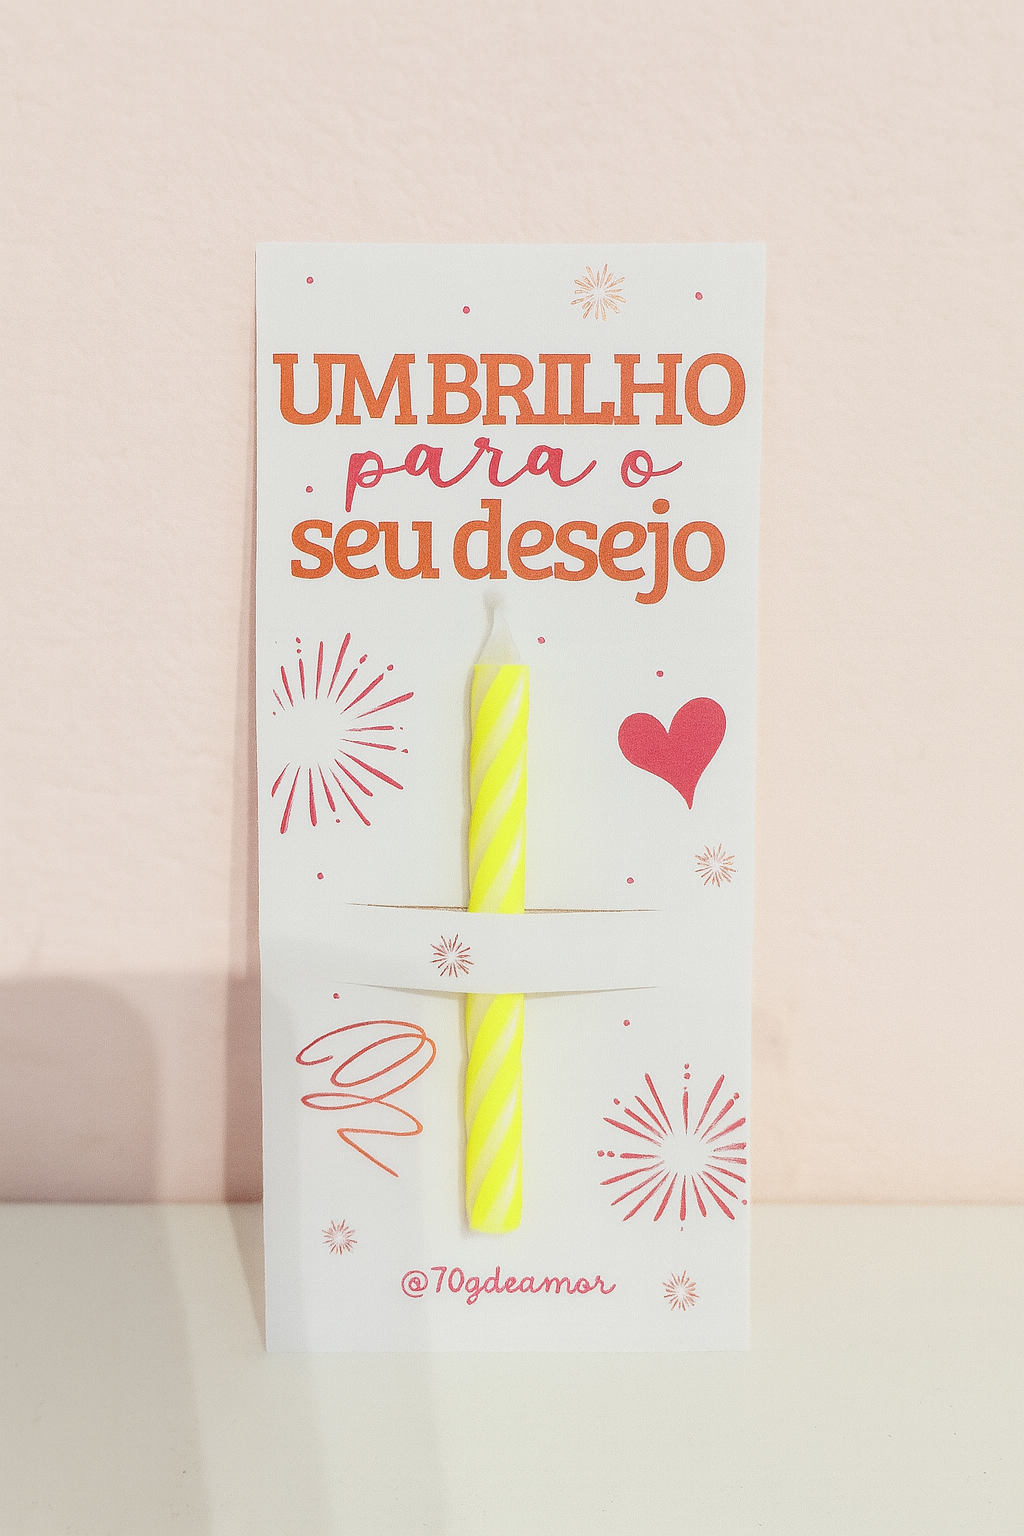 UM BRILHO
para o
seu desejo
@70gdeamor